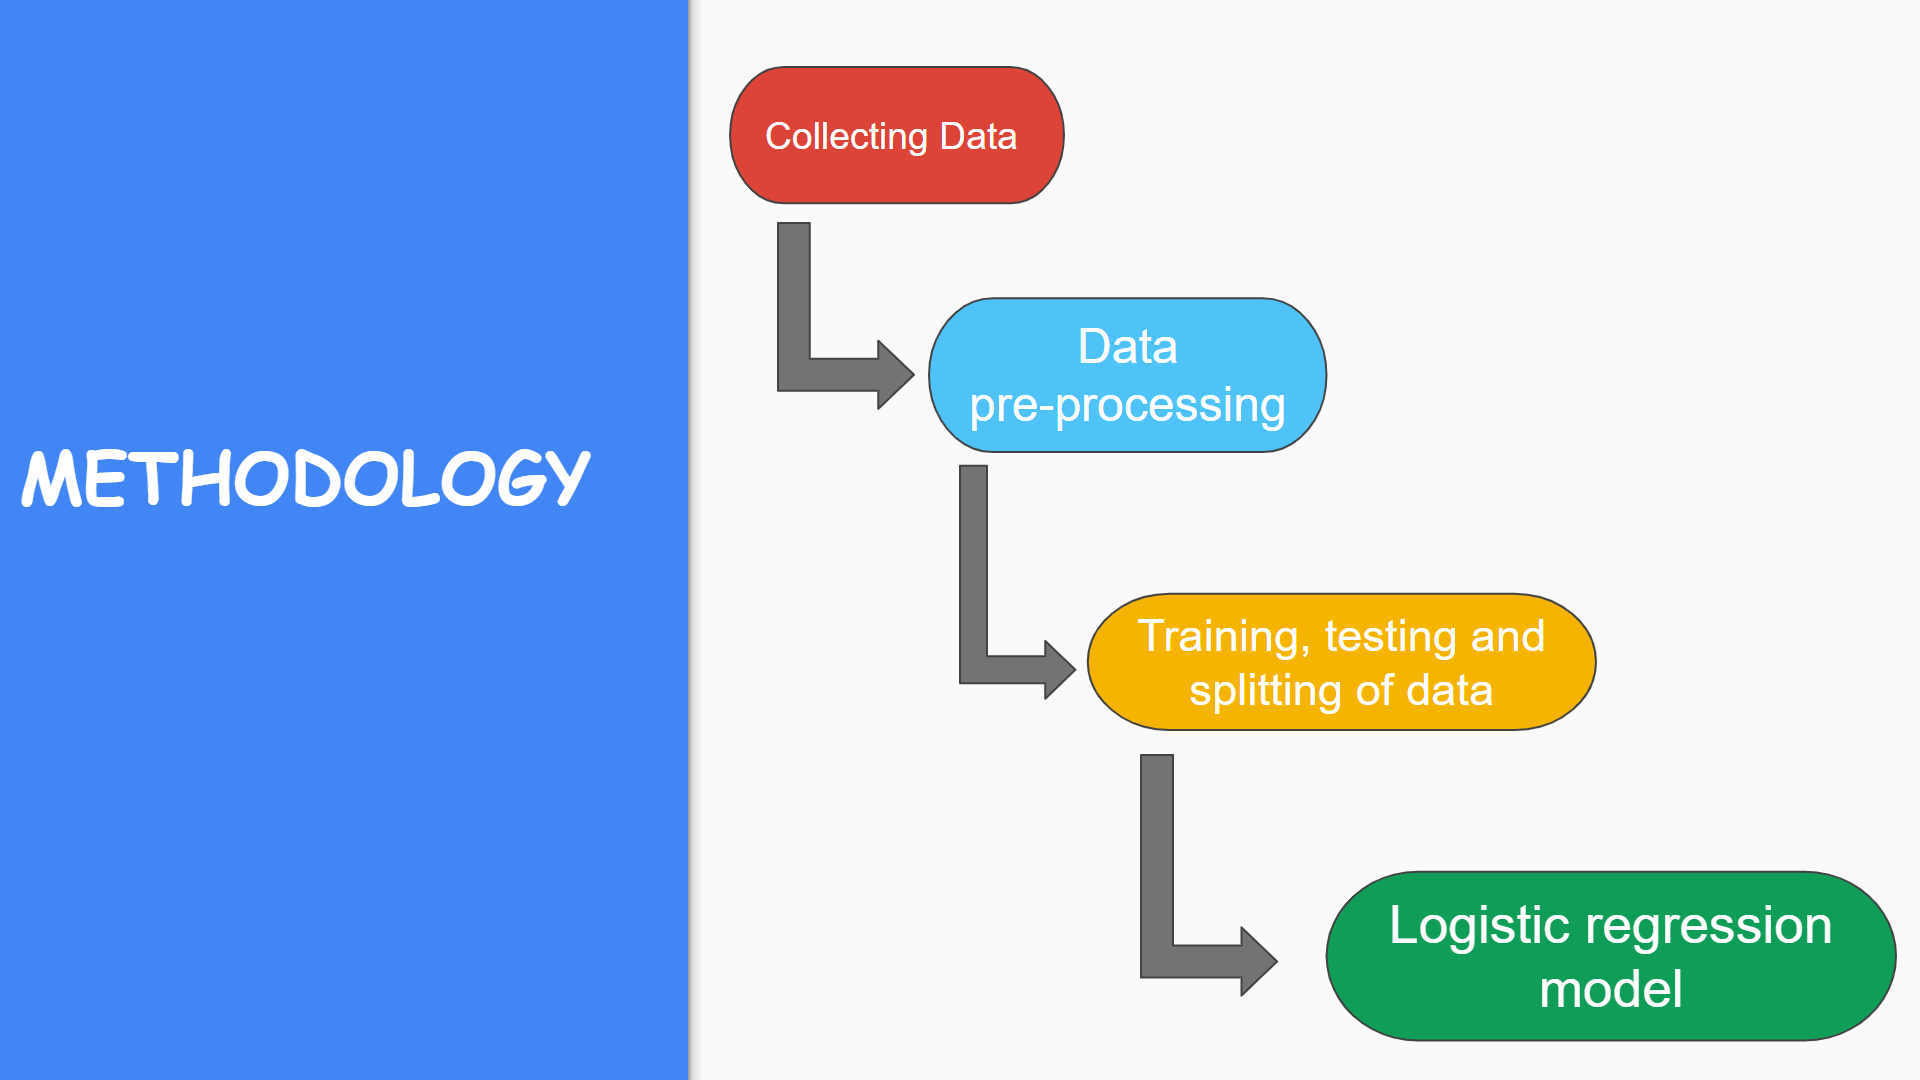 METHODOLOGY
Collecting Data
Data
pre-processing
Training, testing and
splitting of data
Logistic regression
model